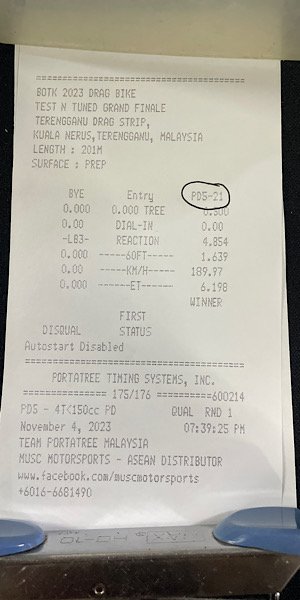 BOTK 2023 DRAG BIKE
TEST N TUNED GRAND FINALE
TERENGGANU DRAG STRIP,
KUALA NERUS,TERENGGANU, MALAYSIA
LENGTH : 201M
SURFACE : PREP
BYE Entry PD5-21
0.000 0.000 TREE 0.500
0.00 DIAL-IN 0.00
-LB3- REACTION 4.854
0.000 ------60FT----- 1.639
0.00 ------KM/H----- 189.97
0.000 ------ET------- 6.198
WINNER
FIRST
DISQUAL STATUS
Autostart Disabled
PORTATREE TIMING SYSTEMS, INC.
=============== 175/176 ==========600214
PD5 - 4TK150cc PD QUAL RND 1
November 4, 2023 07:39:25 PM
TEAM PORTATREE MALAYSIA
MUSC MOTORSPORTS - ASEAN DISTRIBUTOR
www.facebook.com/muscmotorsports
+6016-6681490